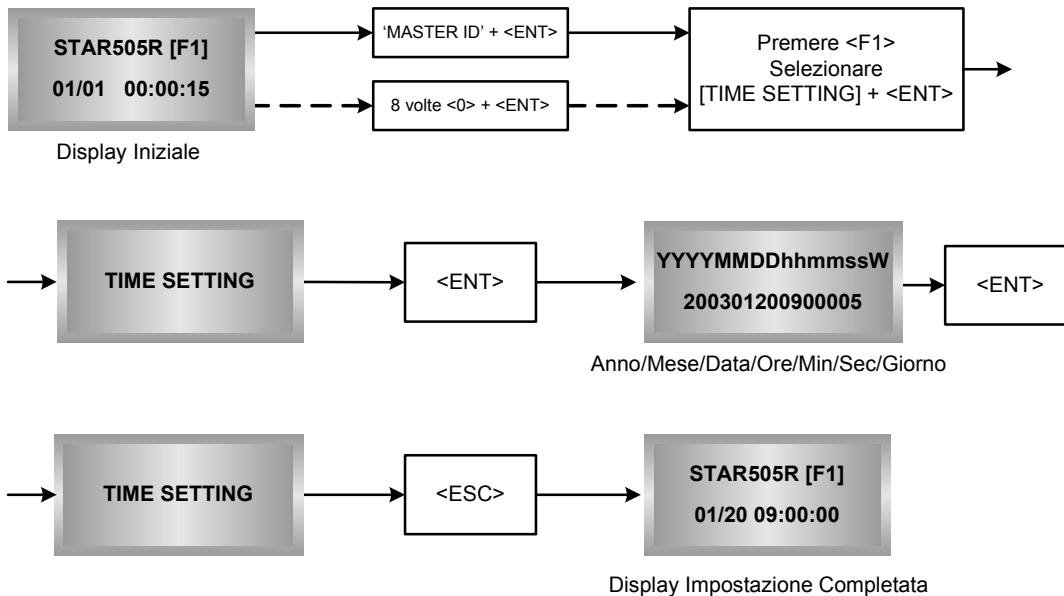 STAR505R [F1]
01/01 00:00:15
Display Iniziale
'MASTER ID' + <ENT>
8 volte <0> + <ENT>
Premere <F1>
Selezionare
[TIME SETTING] + <ENT>
TIME SETTING
<ENT>
YYYYMMDDhhmmssW
200301200900005
Anno/Mese/Data/Ore/Min/Sec/Giorno
<ENT>
TIME SETTING
<ESC>
STAR505R [F1]
01/20 09:00:00
Display Impostazione Completata